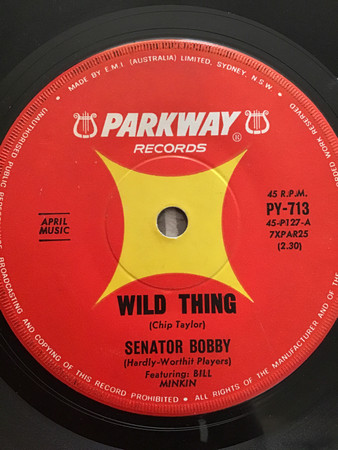 • MADE BY E.M.I (AUSTRALIA) LIMITED, SYDNEY, N.S.W. •
UNAUTHORISED PUBLIC
BROADCASTING AND COPYING OF THIS RECORD PROHIBITED • ALL RIGHTS OF THE MANUFACTURER AND OF THE
WORK RESERVED
PARKWAY®
RECORDS
APRIL
MUSIC
45 R.P.M.
PY-713
45-P127-A
7XPAR25
(2.30)
WILD THING
(Chip Taylor)
SENATOR BOBBY
(Hardly-Worthit Players)
Featuring: BILL
MINKIN